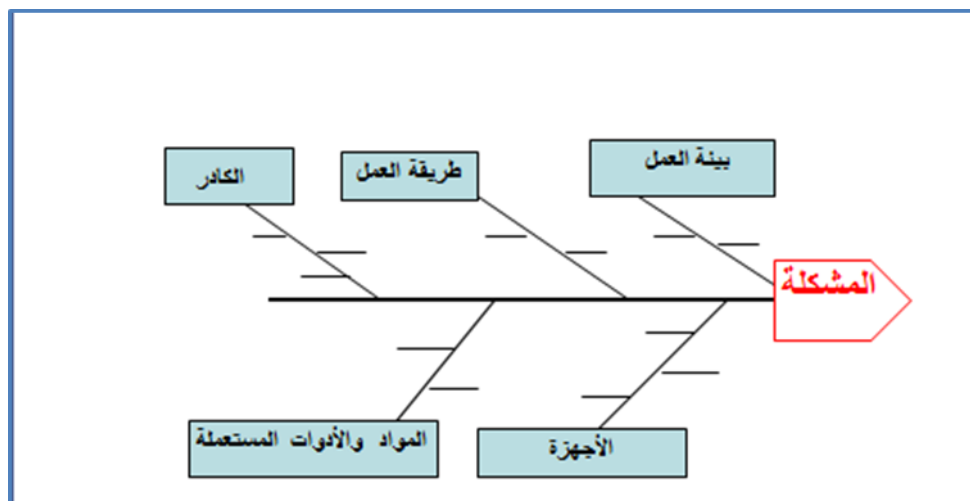 بيئة العمل
طريقة العمل
الكادر
المشكلة
الأجهزة
المواد والأدوات المستعملة